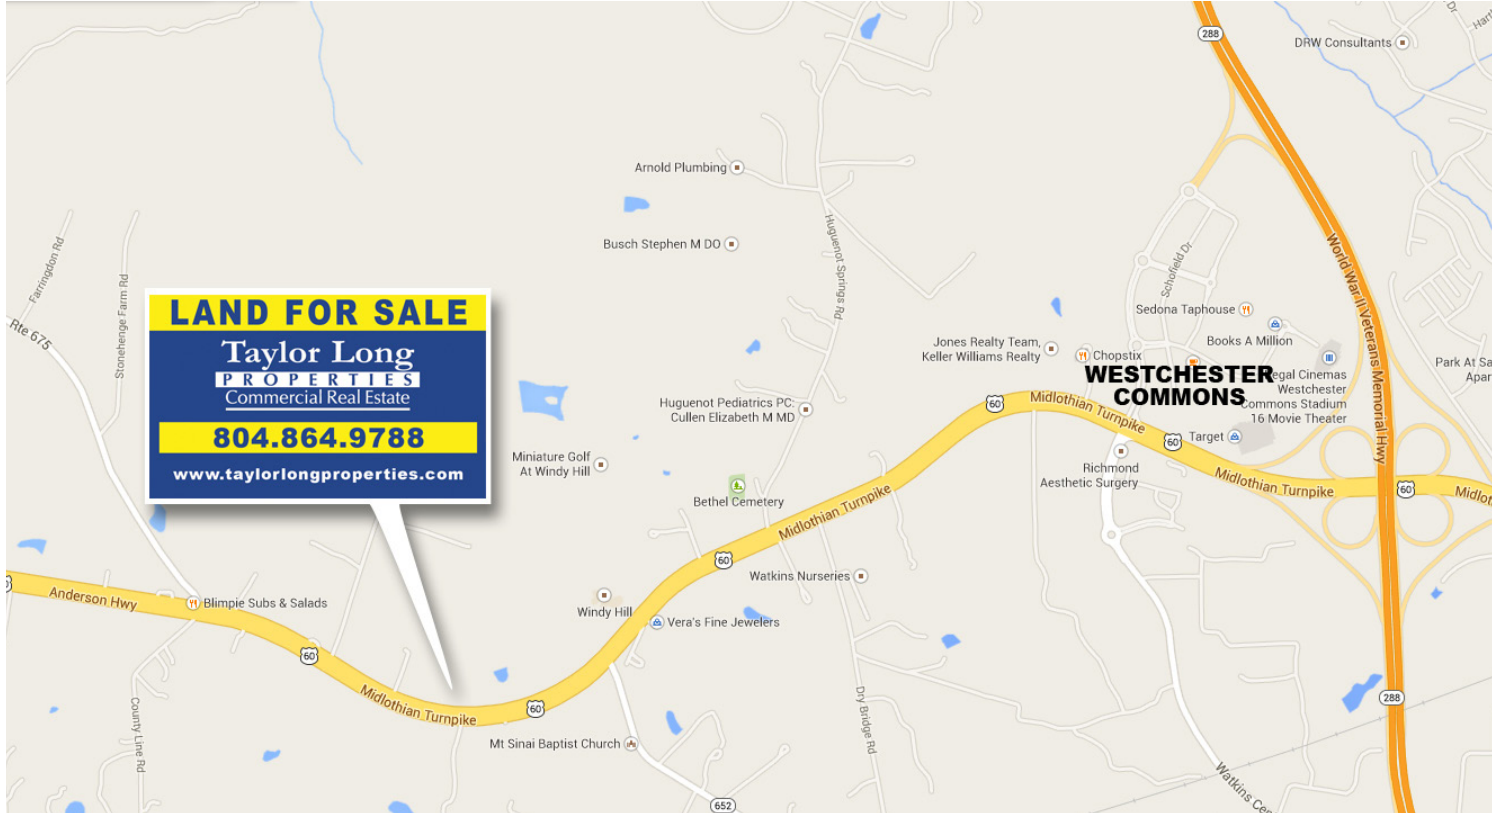 288
DRW Consultants
Dr
Hart
Arnold Plumbing
Busch Stephen M DO
Huguenot Springs Rd
Schofield Dr
World War II Veterans Memorial Hwy
Farringdon Rd
Stonehenge Farm Rd
Rte 675
LAND FOR SALE
Taylor Long
PROPERTIES
Commercial Real Estate
804.864.9788
www.taylorlongproperties.com
Sedona Taphouse
Books A Million
Jones Realty Team,
Keller Williams Realty
Chopstix
WESTCHESTER
COMMONS
egal Cinemas
Westchester
Commons Stadium
16 Movie Theater
Park At Sa
Apar
Huguenot Pediatrics PC:
Cullen Elizabeth M MD
60
Midlothian Turnpike
60
Target
Richmond
Aesthetic Surgery
Midlothian Turnpike
60
Midlot
Miniature Golf
At Windy Hill
Bethel Cemetery
Midlothian Turnpike
60
Watkins Nurseries
Anderson Hwy
Blimpie Subs & Salads
Windy Hill
Vera's Fine Jewelers
60
Midlothian Turnpike
60
288
County Line Rd
Mt Sinai Baptist Church
Dry Bridge Rd
652
Watkins Cen